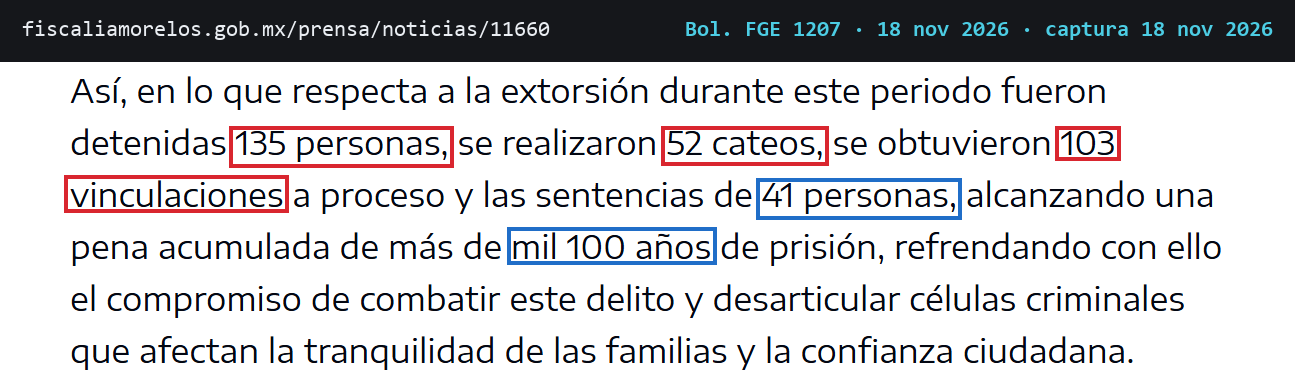 fiscaliamorelos.gob.mx/prensa/noticias/11660 Bol. FGE 1207 · 18 nov 2026 · captura 18 nov 2026
Así, en lo que respecta a la extorsión durante este periodo fueron
detenidas 135 personas, se realizaron 52 cateos, se obtuvieron 103
vinculaciones a proceso y las sentencias de 41 personas, alcanzando una
pena acumulada de más de mil 100 años de prisión, refrendando con ello
el compromiso de combatir este delito y desarticular células criminales
que afectan la tranquilidad de las familias y la confianza ciudadana.